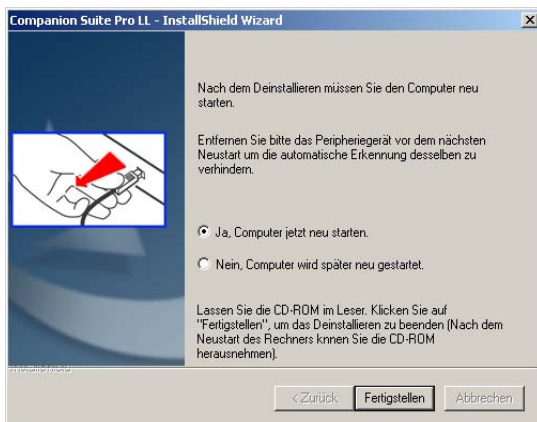 Companion Suite Pro LL - InstallShield Wizard
Nach dem Deinstallieren müssen Sie den Computer neu
starten.
Entfernen Sie bitte das Peripheriegerät vor dem nächsten
Neustart um die automatische Erkennung desselben zu
verhindern.
Ja, Computer jetzt neu starten.
Nein, Computer wird später neu gestartet.
Lassen Sie die CD-ROM im Leser. Klicken Sie auf
"Fertigstellen", um das Deinstallieren zu beenden (Nach dem
Neustart des Rechners knnen Sie die CD-ROM
herausnehmen).
InstallShield
< Zurück Fertigstellen Abbrechen